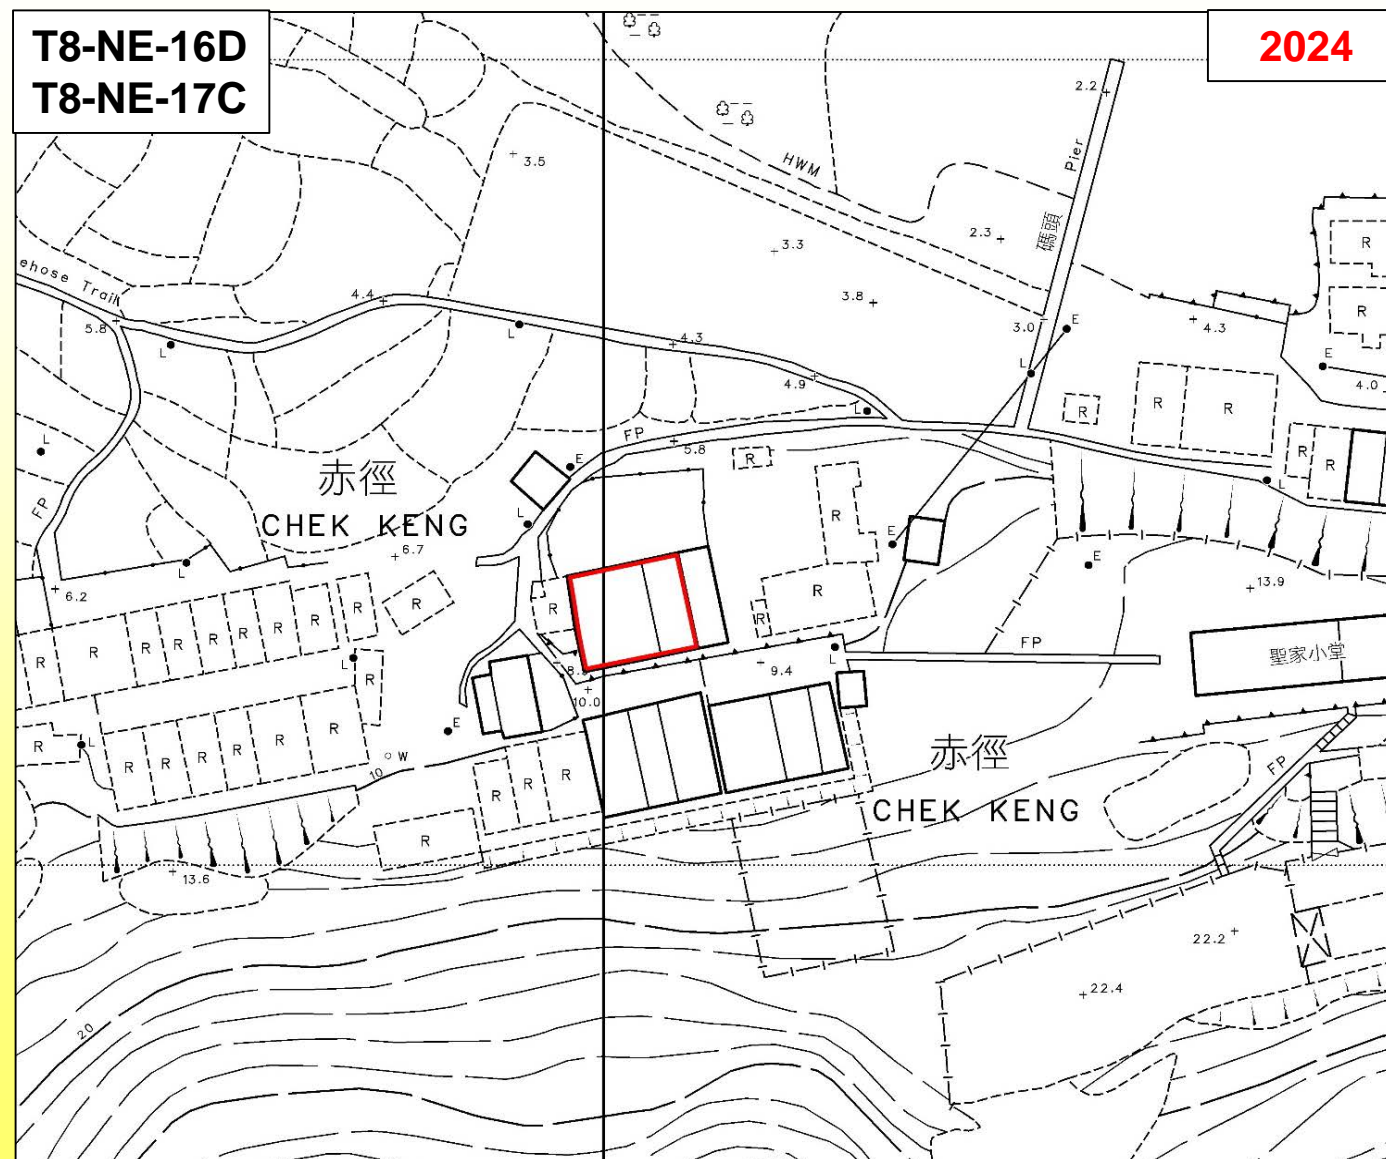 T8-NE-16D
T8-NE-17C
2024
2.2
Pier
碼頭
HWM
3.5
2.3
3.3
3.8
R
R
ehose Trail
4.4
5.8
4.3
3.0
E
4.3
E
4.0
L
L
L
4.9
L
FP
5.8
R
R
R
R
R
R
L
赤徑
CHEK KENG
E
L
L
FP
6.7
L
6.2
R
E
E
13.9
R
R
R
R
R
R
R
R
R
R
R
R
R
R
FP
聖家小堂
L
R
8.
10.0
9.4
L
R
L
R
R
R
R
R
R
E
W
10
R
R
R
R
赤徑
CHEK KENG
FP
13.6
22.2
22.4
20